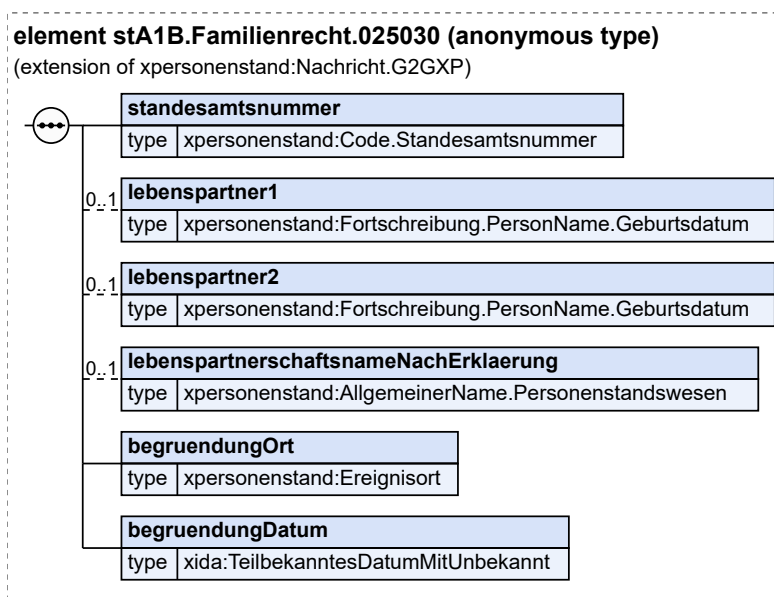 element stA1B.Familienrecht.025030 (anonymous type)
(extension of xpersonenstand:Nachricht.G2GXP)
standesamtsnummer
type xpersonenstand:Code.Standesamtsnummer
0..1 lebenspartner1
type xpersonenstand:Fortschreibung.PersonName.Geburtsdatum
0..1 lebenspartner2
type xpersonenstand:Fortschreibung.PersonName.Geburtsdatum
0..1 lebenspartnerschaftsnameNachErklaerung
type xpersonenstand:AllgemeinerName.Personenstandswesen
begruendungOrt
type xpersonenstand:Ereignisort
begruendungDatum
type xida:TeilbekanntesDatumMitUnbekannt